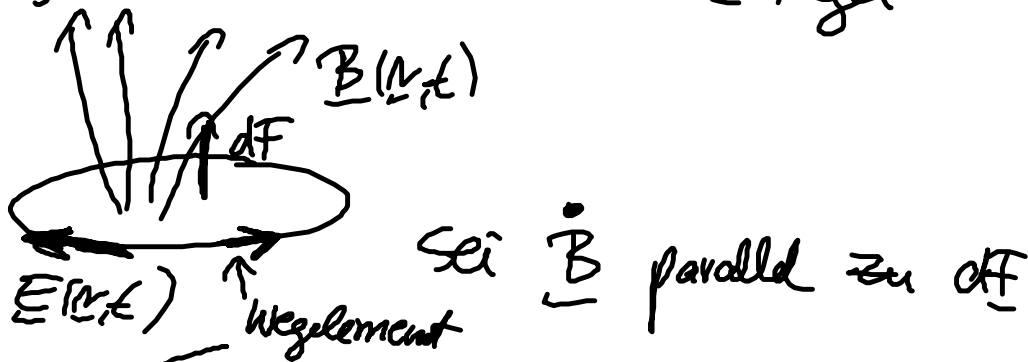 B(r,t)
dF
Sei Ḃ parallel zu dF
E(r,t)
Wegelement